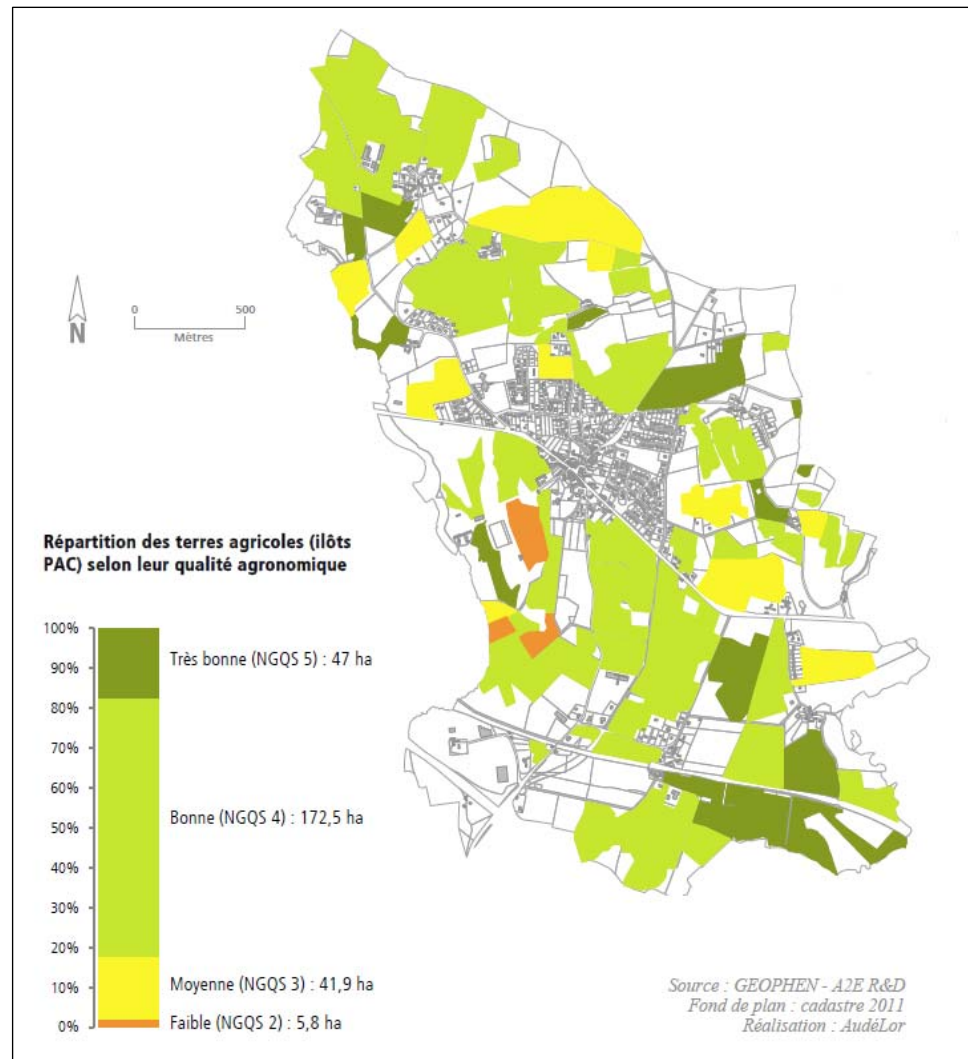 N
0
500
Mètres
Répartition des terres agricoles (ilôts
PAC) selon leur qualité agronomique
100%
90%
80%
70%
60%
50%
40%
30%
20%
10%
0%
Très bonne (NGQS 5) : 47 ha
Bonne (NGQS 4) : 172,5 ha
Moyenne (NGQS 3) : 41,9 ha
Faible (NGQS 2) : 5,8 ha
Source : GEOPHEN - A2E R&D
Fond de plan : cadastre 2011
Réalisation : AudéLor